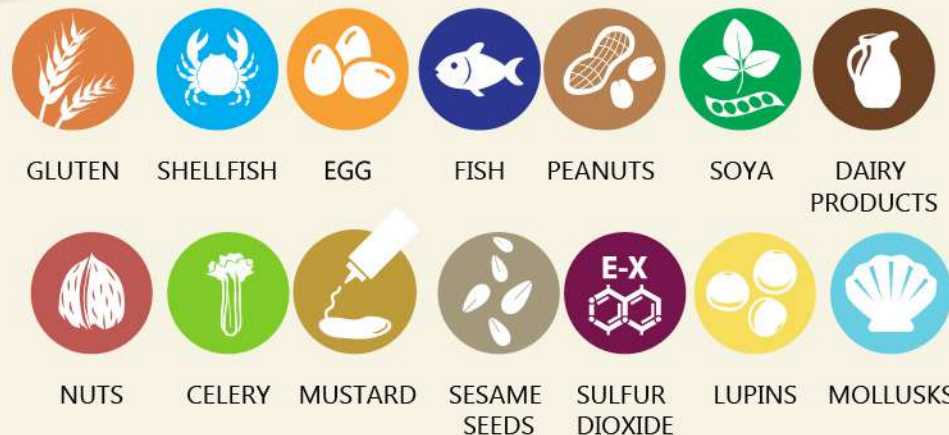 GLUTEN SHELLFISH EGG FISH PEANUTS SOYA DAIRY
PRODUCTS
E-X
NUTS CELERY MUSTARD SESAME SULFUR LUPINS MOLLUSKS
SEEDS DIOXIDE